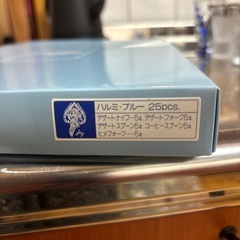 ハルミ・ブルー 25pcs.
デザートナイフ…5本 デザートフォーク5本
デザートスプーン5本 コーヒースプーン5本
ヒメフォーク……5本